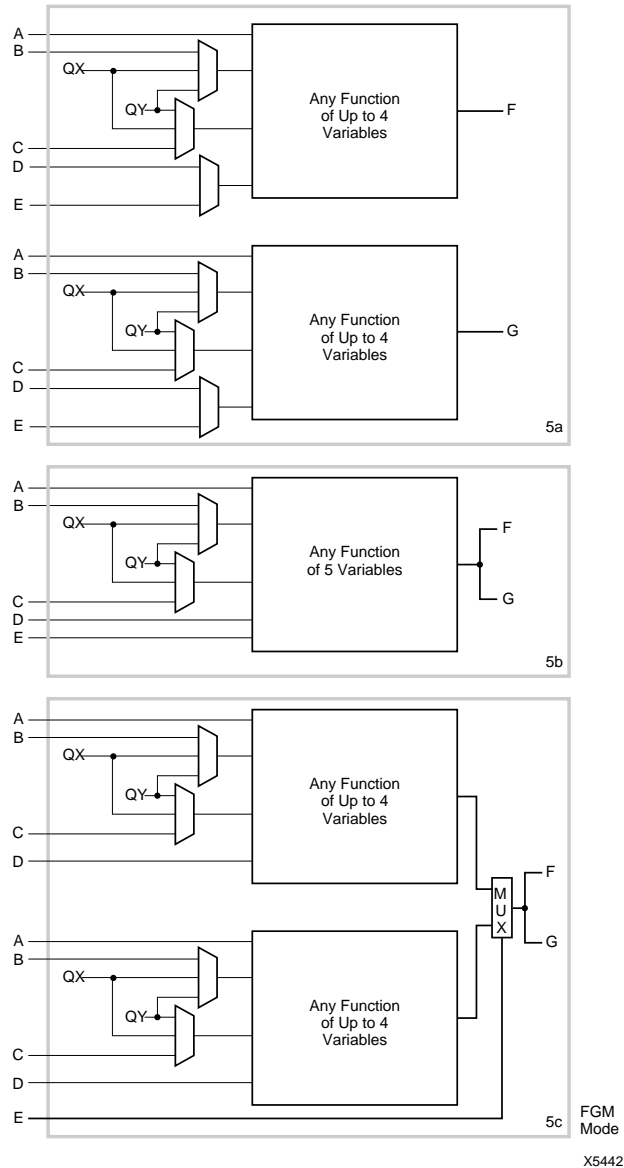 A
B
QX
QY
C
D
E
Any Function
of Up to 4
Variables
F
A
B
QX
QY
C
D
E
Any Function
of Up to 4
Variables
G
5a
A
B
QX
QY
C
D
E
Any Function
of 5 Variables
F
G
5b
A
B
QX
QY
C
D
Any Function
of Up to 4
Variables
MUX
F
G
A
B
QX
QY
C
D
E
Any Function
of Up to 4
Variables
5c
FGM
Mode
X5442